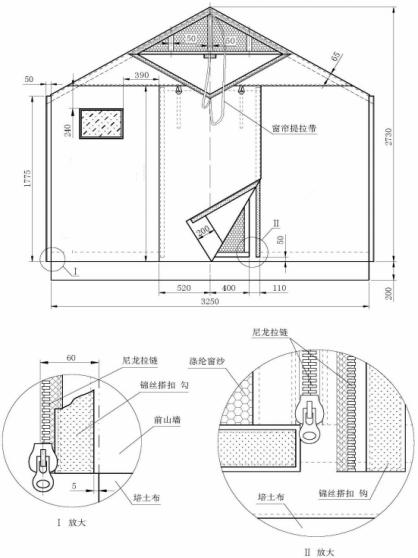 50
50
65
50
390
240
窗帘提拉带
1775
2730
Ⅱ
200
50
Ⅰ
520
400
110
200
3250
60
尼龙拉链
锦丝搭扣 钩
前山墙
5
培土布
Ⅰ 放大
尼龙拉链
涤纶窗纱
锦丝搭扣 钩
培土布
Ⅱ 放大